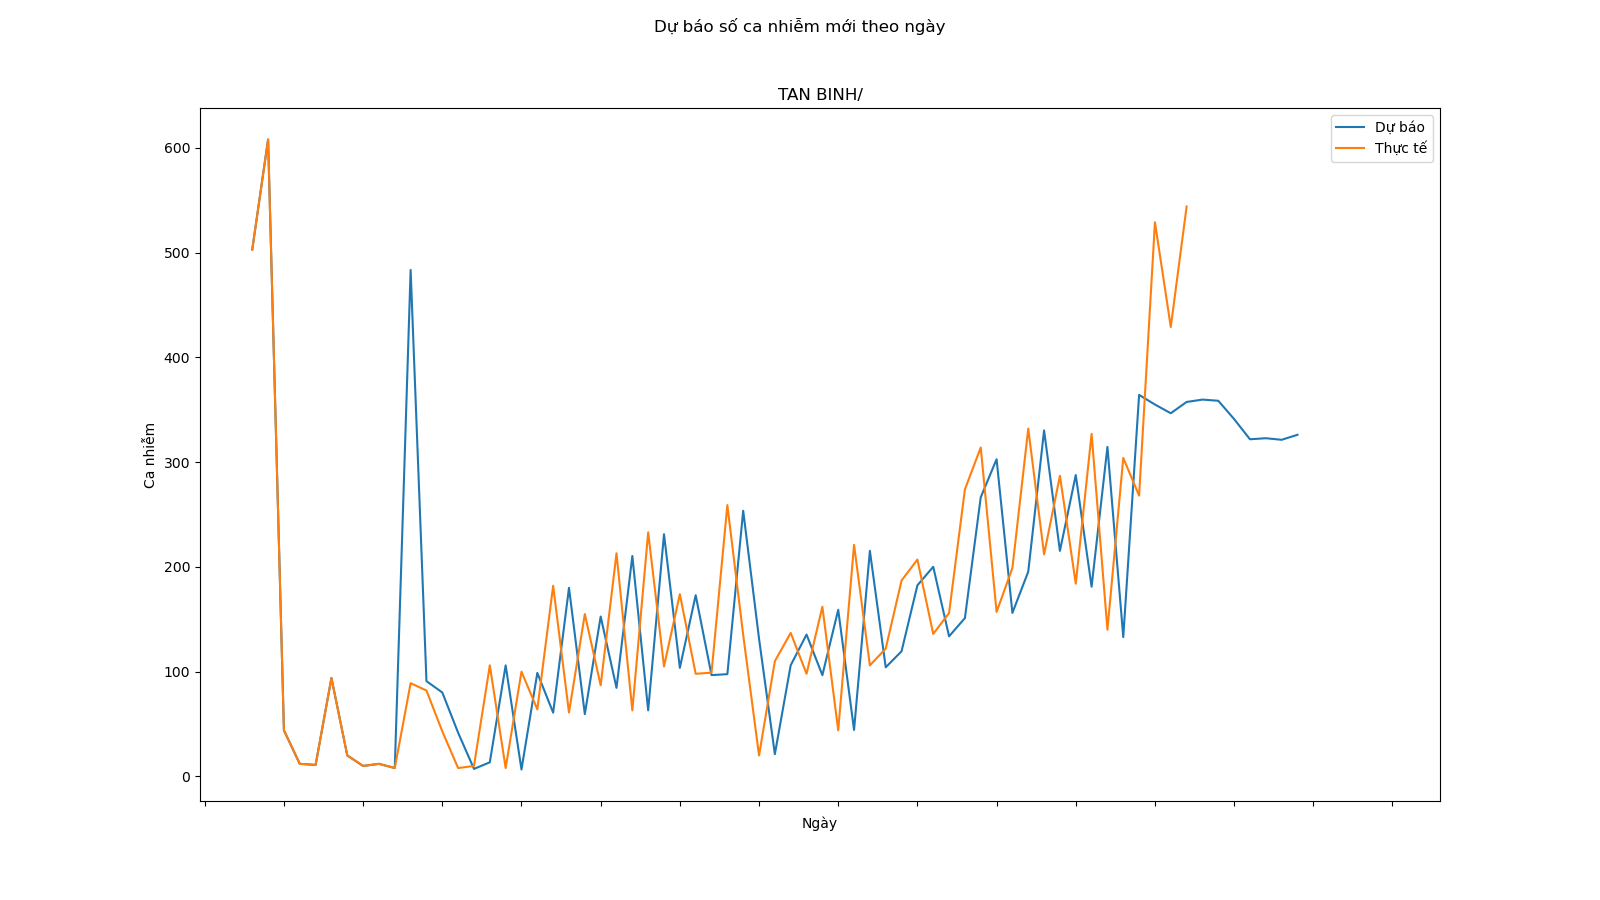 Dự báo số ca nhiễm mới theo ngày
TAN BINH/
Dự báo
Thực tế
600
500
400
300
200
100
0
Ca nhiễm
Ngày